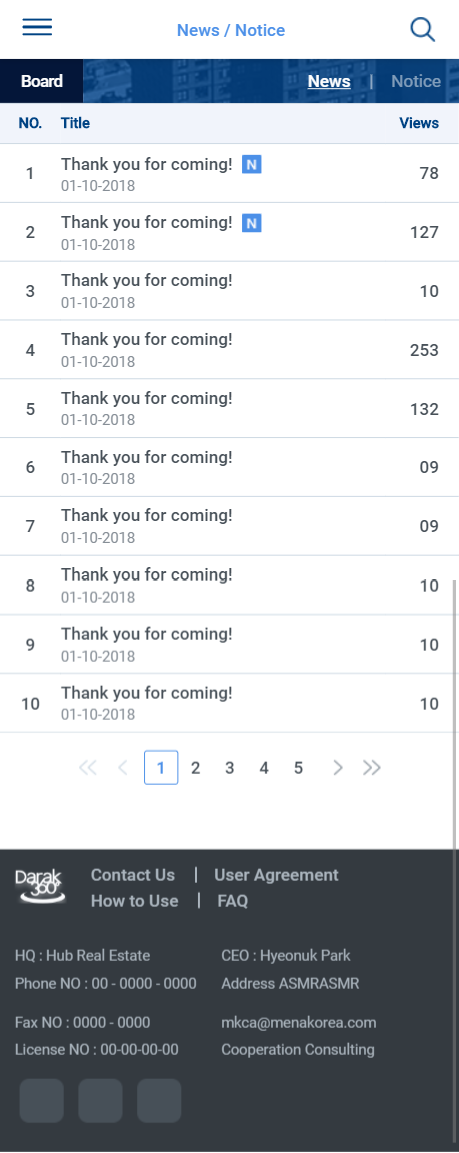 News / Notice
Board News | Notice
NO. Title Views
1 Thank you for coming! N 78
01-10-2018
2 Thank you for coming! N 127
01-10-2018
3 Thank you for coming! 10
01-10-2018
4 Thank you for coming! 253
01-10-2018
5 Thank you for coming! 132
01-10-2018
6 Thank you for coming! 09
01-10-2018
7 Thank you for coming! 09
01-10-2018
8 Thank you for coming! 10
01-10-2018
9 Thank you for coming! 10
01-10-2018
10 Thank you for coming! 10
01-10-2018
1 2 3 4 5
Darak
360
Contact Us | User Agreement
How to Use | FAQ
HQ : Hub Real Estate CEO : Hyeonuk Park
Phone NO : 00 - 0000 - 0000 Address ASMRASMR
Fax NO : 0000 - 0000 mkca@menakorea.com
License NO : 00-00-00-00 Cooperation Consulting